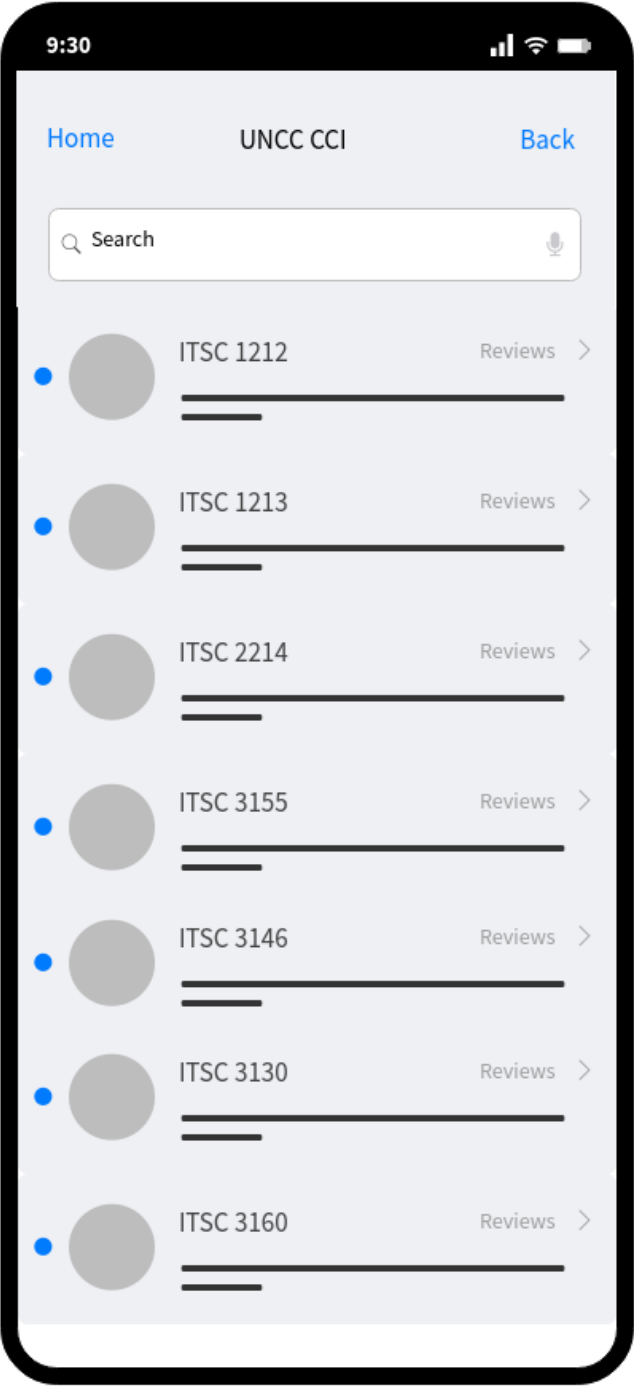 9:30
Home UNCC CCI Back
Search
ITSC 1212 Reviews
ITSC 1213 Reviews
ITSC 2214 Reviews
ITSC 3155 Reviews
ITSC 3146 Reviews
ITSC 3130 Reviews
ITSC 3160 Reviews